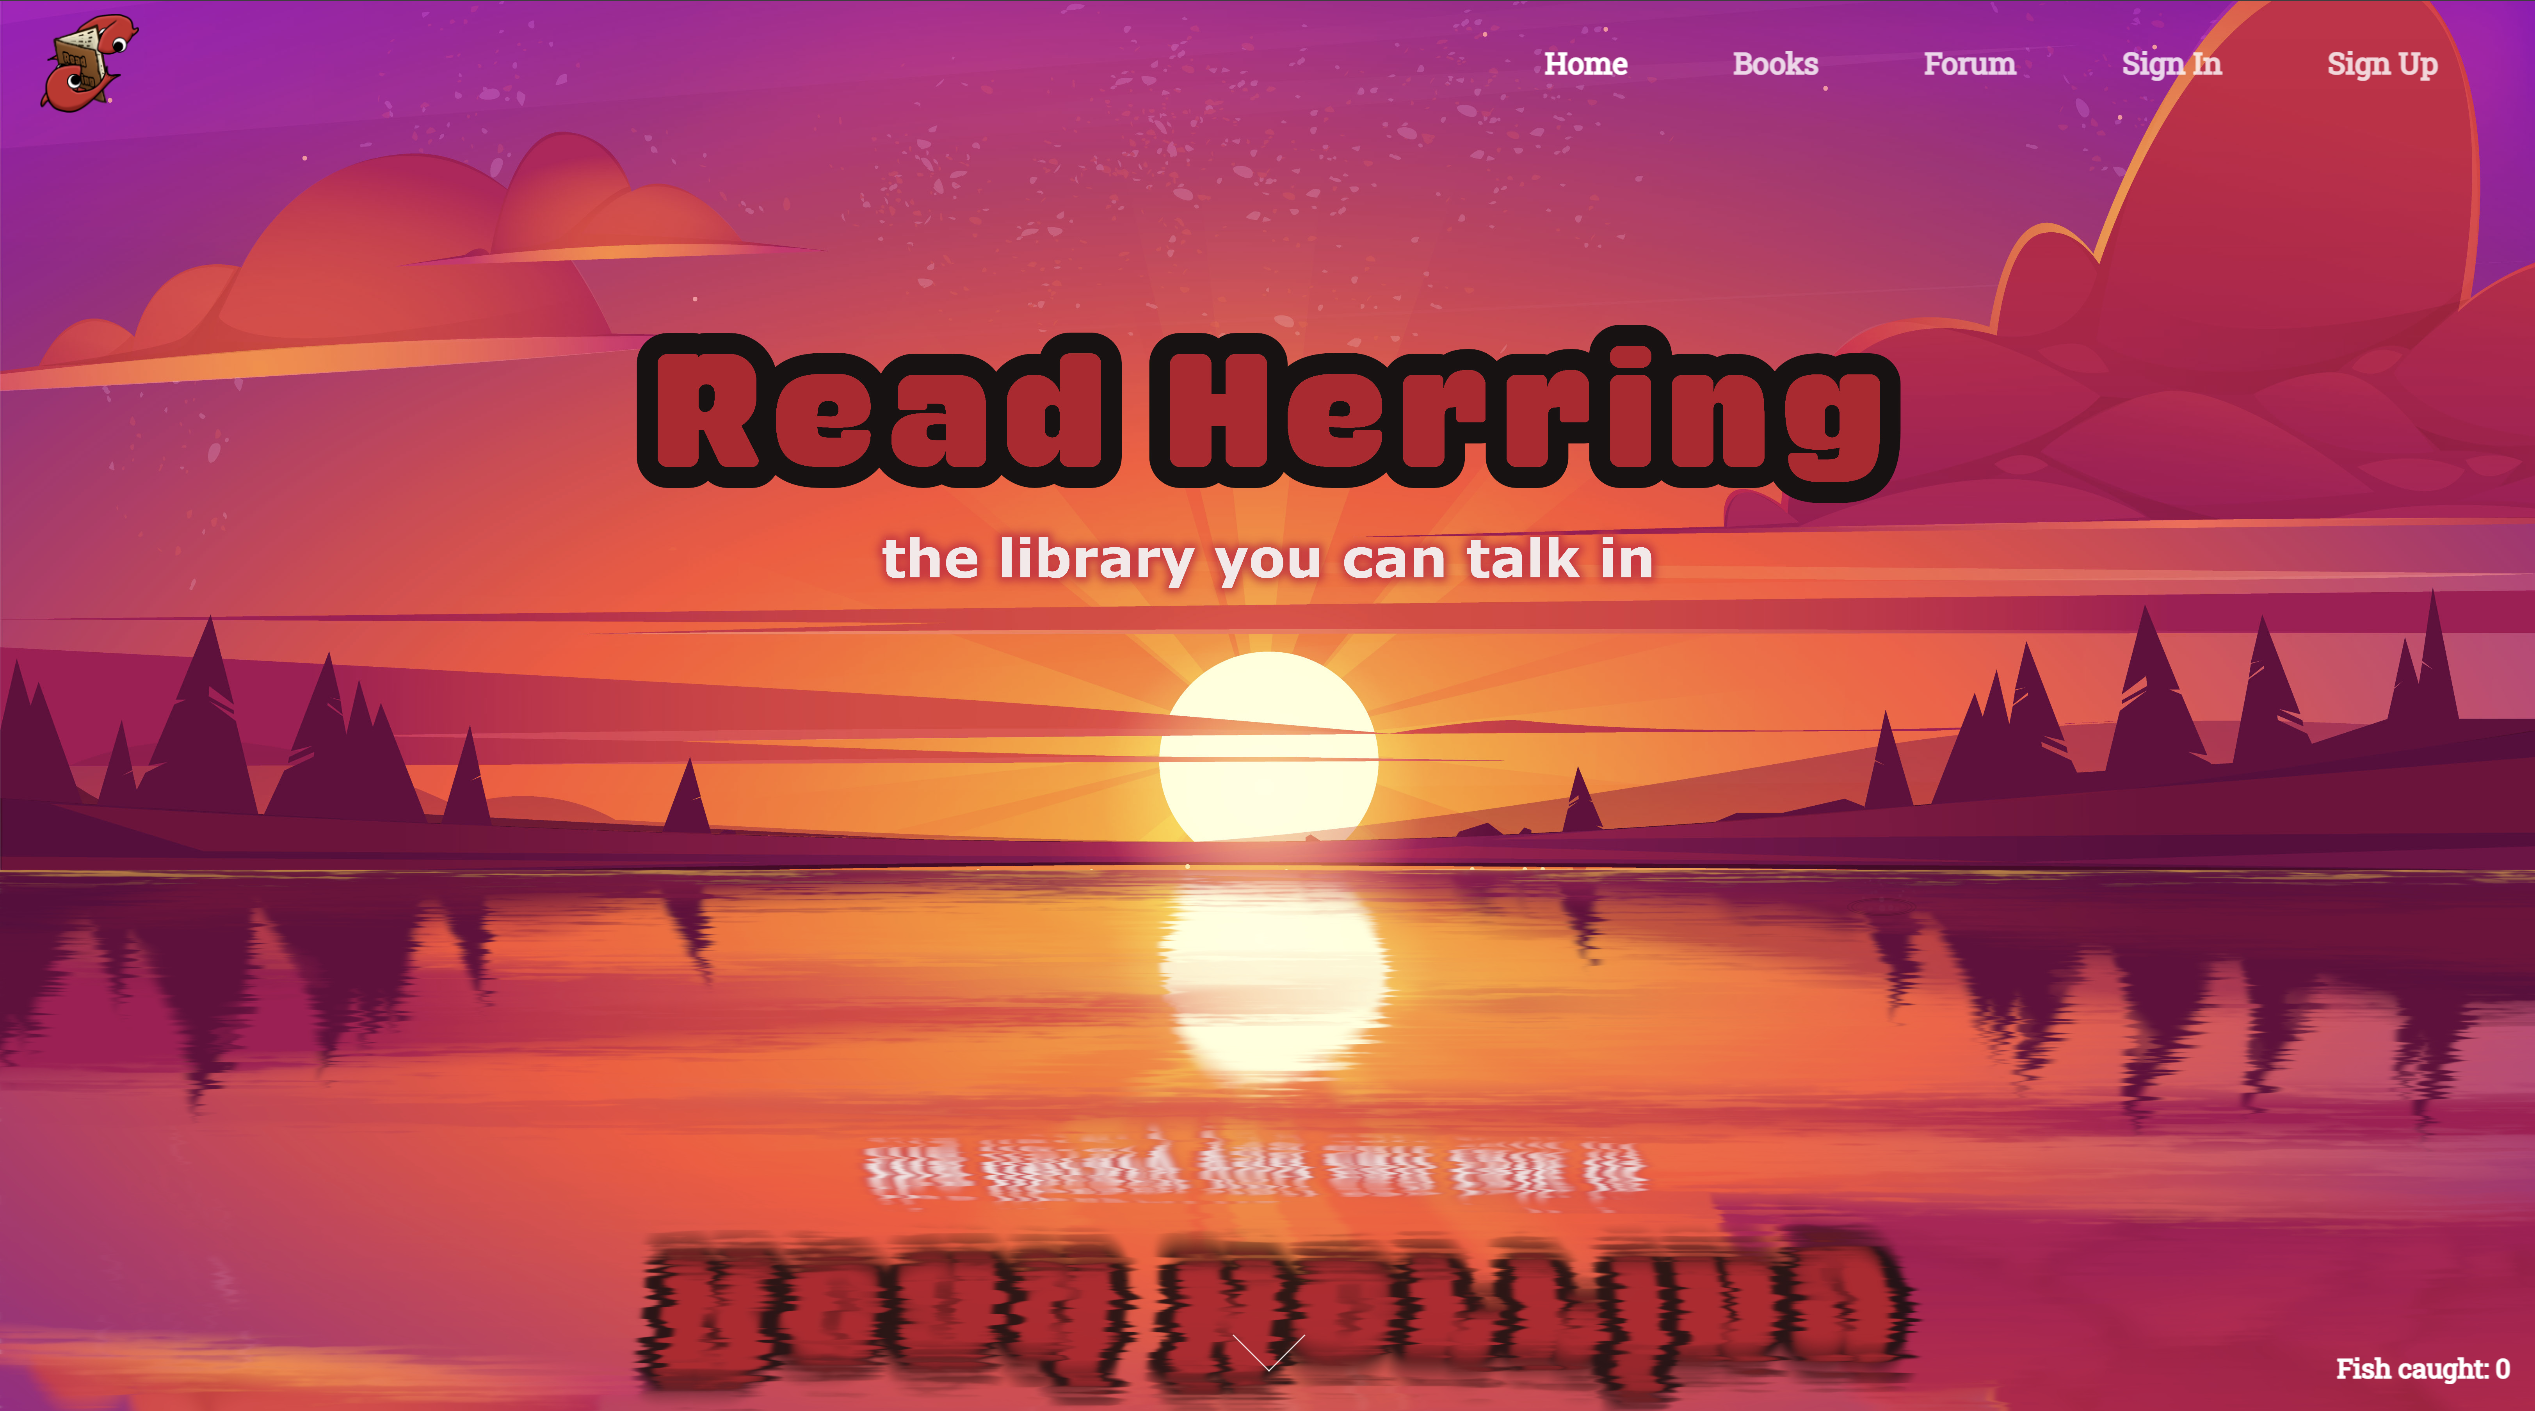 Home Books Forum Sign In Sign Up
Read Herring
the library you can talk in
Fish caught: 0